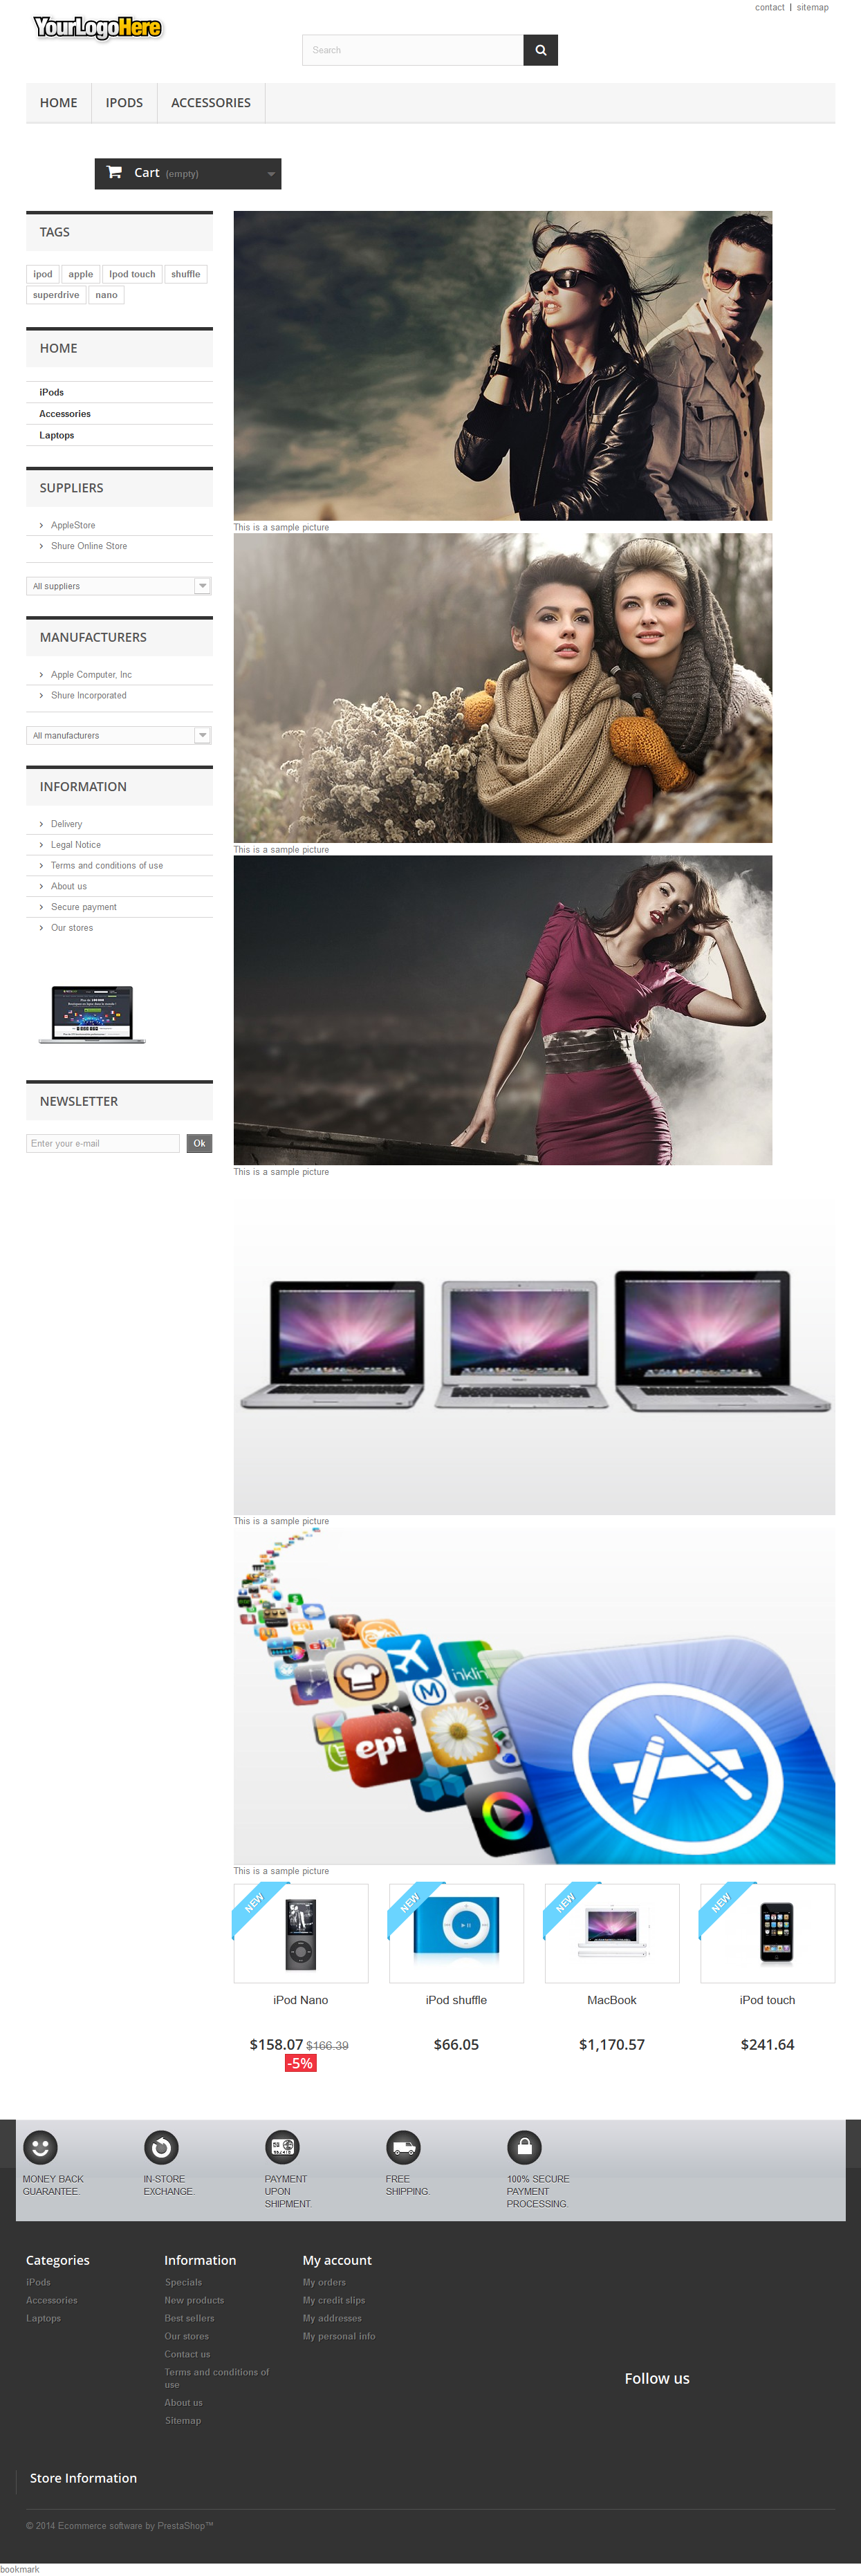 contact | sitemap
YourLogoHere
Search
HOME
IPODS
ACCESSORIES
Cart (empty)
TAGS
ipod
apple
Ipod touch
shuffle
superdrive
nano
HOME
iPods
Accessories
Laptops
SUPPLIERS
AppleStore
Shure Online Store
All suppliers
MANUFACTURERS
Apple Computer, Inc
Shure Incorporated
All manufacturers
INFORMATION
Delivery
Legal Notice
Terms and conditions of use
About us
Secure payment
Our stores
NEWSLETTER
Enter your e-mail
Ok
This is a sample picture
This is a sample picture
This is a sample picture
This is a sample picture
epi
This is a sample picture
NEW
NEW
NEW
NEW
iPod Nano
iPod shuffle
MacBook
iPod touch
$158.07 $166.39
-5%
$66.05
$1,170.57
$241.64
MONEY BACK
GUARANTEE.
IN-STORE
EXCHANGE.
PAYMENT
UPON
SHIPMENT.
FREE
SHIPPING.
100% SECURE
PAYMENT
PROCESSING.
Categories
iPods
Accessories
Laptops
Information
Specials
New products
Best sellers
Our stores
Contact us
Terms and conditions of
use
About us
Sitemap
My account
My orders
My credit slips
My addresses
My personal info
Follow us
Store Information
© 2014 Ecommerce software by PrestaShop™
bookmark